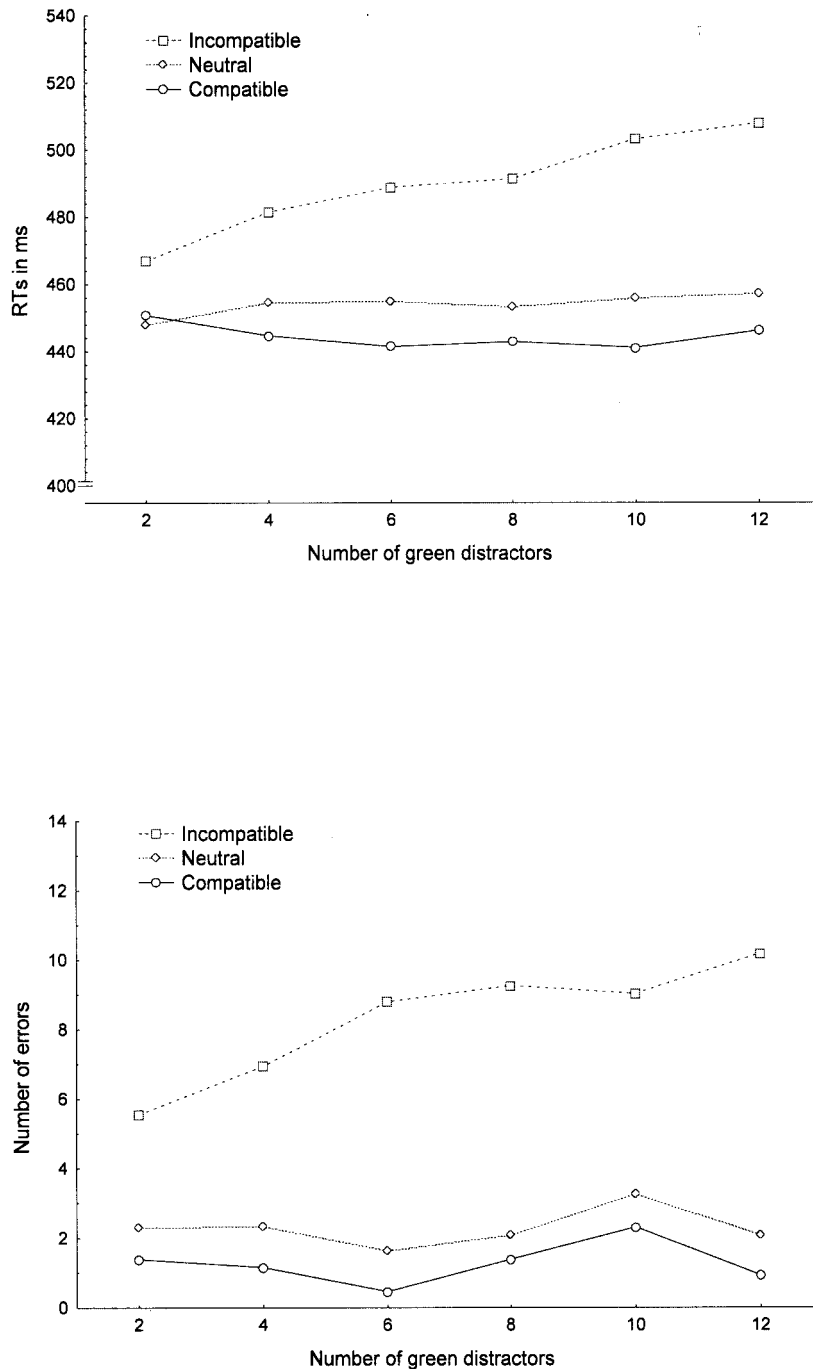 540
520
500
480
460
440
420
400
RTs in ms
Incompatible
Neutral
Compatible
2 4 6 8 10 12
Number of green distractors
14
12
10
8
6
4
2
0
Number of errors
Incompatible
Neutral
Compatible
2 4 6 8 10 12
Number of green distractors